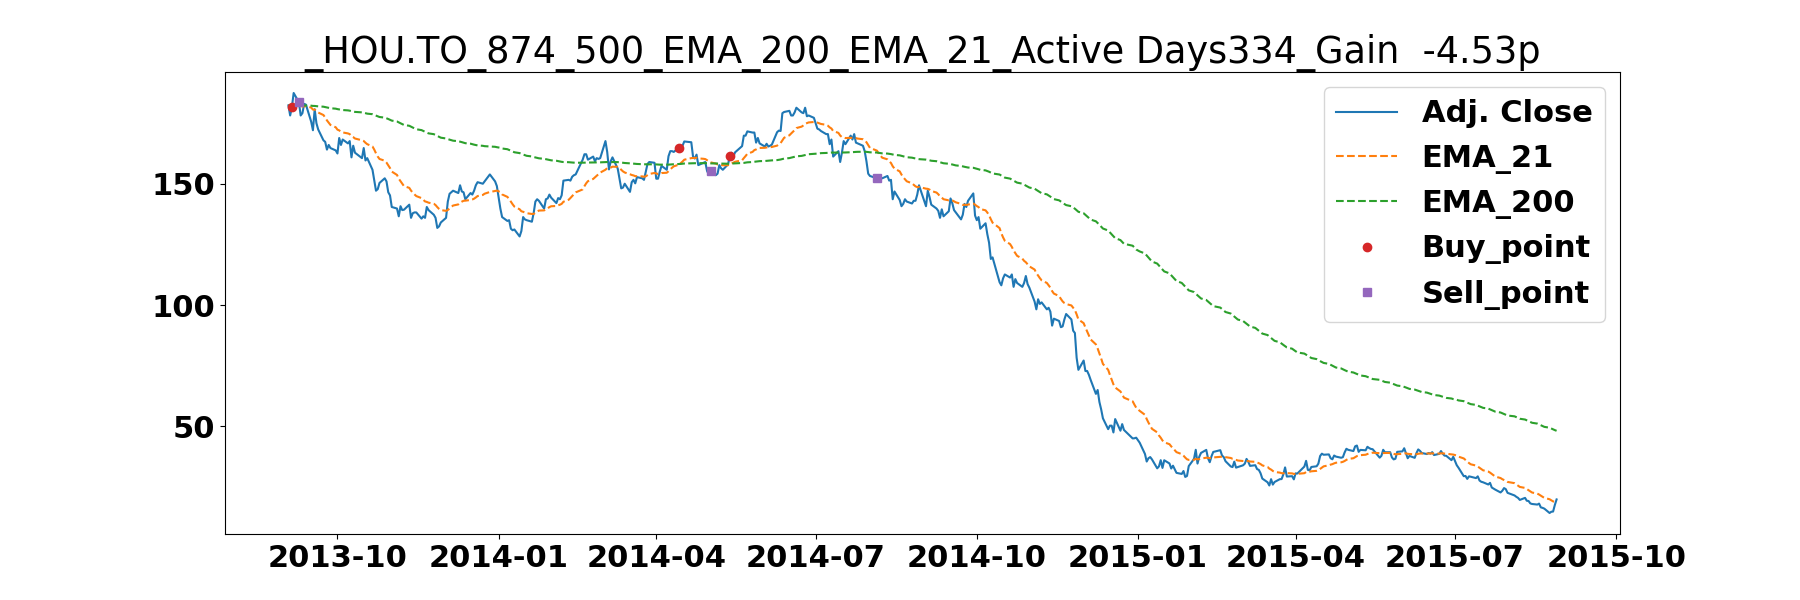 _HOU.TO_874_500_EMA_200_EMA_21_Active Days334_Gain  -4.53p
Adj. Close
EMA_21
EMA_200
Buy_point
Sell_point
150
100
50
2013-10 2014-01 2014-04 2014-07 2014-10 2015-01 2015-04 2015-07 2015-10